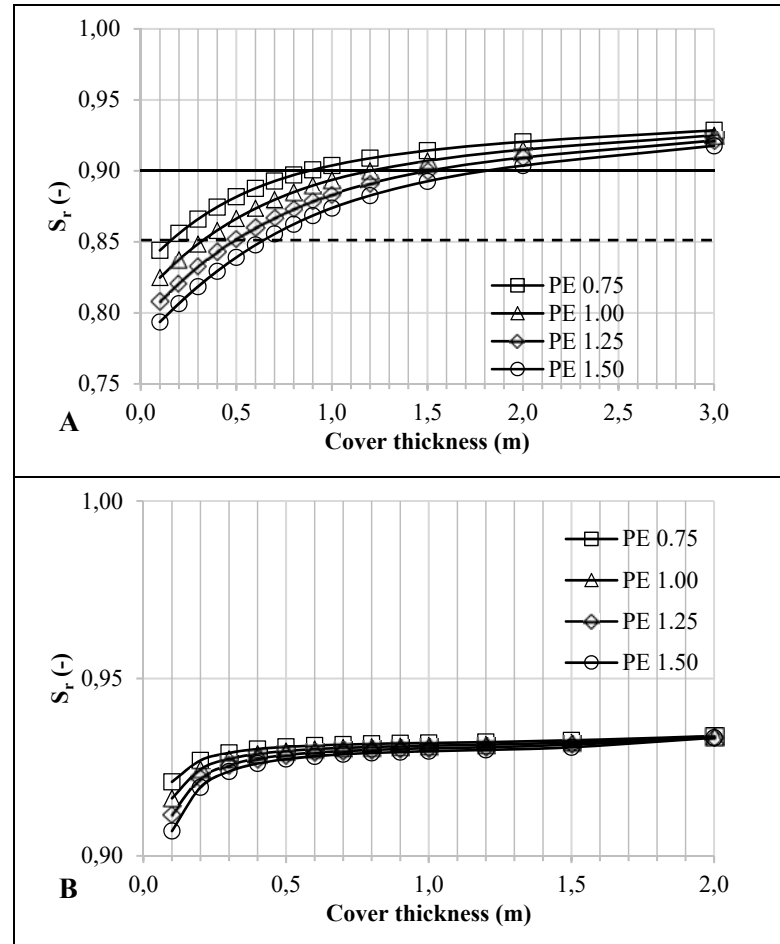 1,00
0,95
0,90
0,85
0,80
0,75
S_r (-)
PE 0.75
PE 1.00
PE 1.25
PE 1.50
0,0 0,5 1,0 1,5 2,0 2,5 3,0
A
Cover thickness (m)
1,00
0,95
0,90
S_r (-)
PE 0.75
PE 1.00
PE 1.25
PE 1.50
0,0 0,5 1,0 1,5 2,0
B
Cover thickness (m)